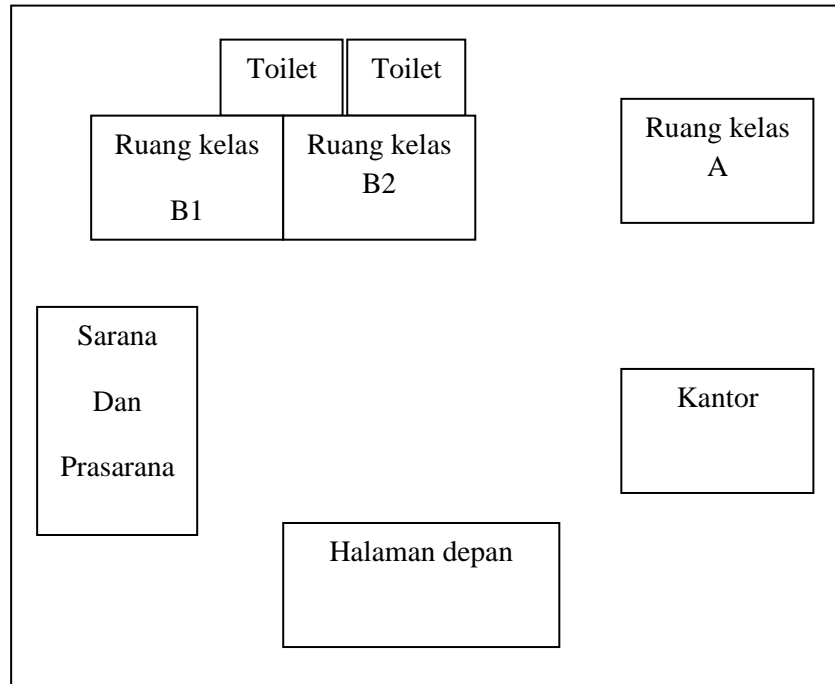 Toilet
Toilet
Ruang kelas
B1
Ruang kelas
B2
Ruang kelas
A
Sarana
Dan
Prasarana
Kantor
Halaman depan